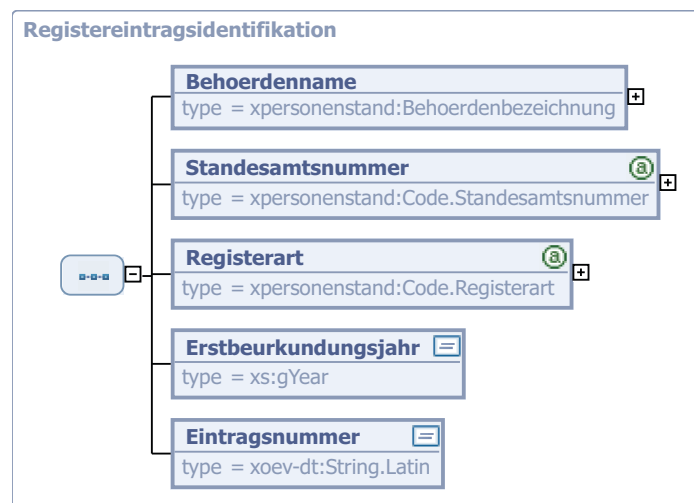 Registereintragsidentifikation
Behoerdenname
type = xpersonenstand:Behoerdenbezeichnung
Standesamtsnummer
type = xpersonenstand:Code.Standesamtsnummer
Registerart
type = xpersonenstand:Code.Registerart
Erstbeurkundungsjahr
type = xs:gYear
Eintragsnummer
type = xoev-dt:String.Latin